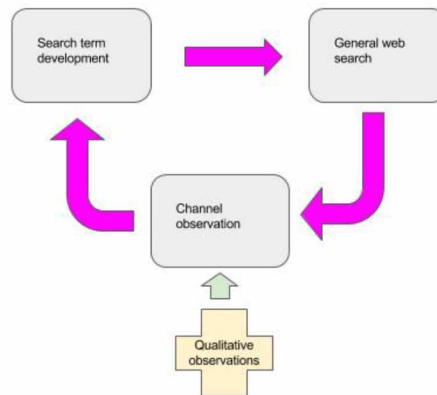 Search term
development
General web
search
Channel
observation
Qualitative
observations